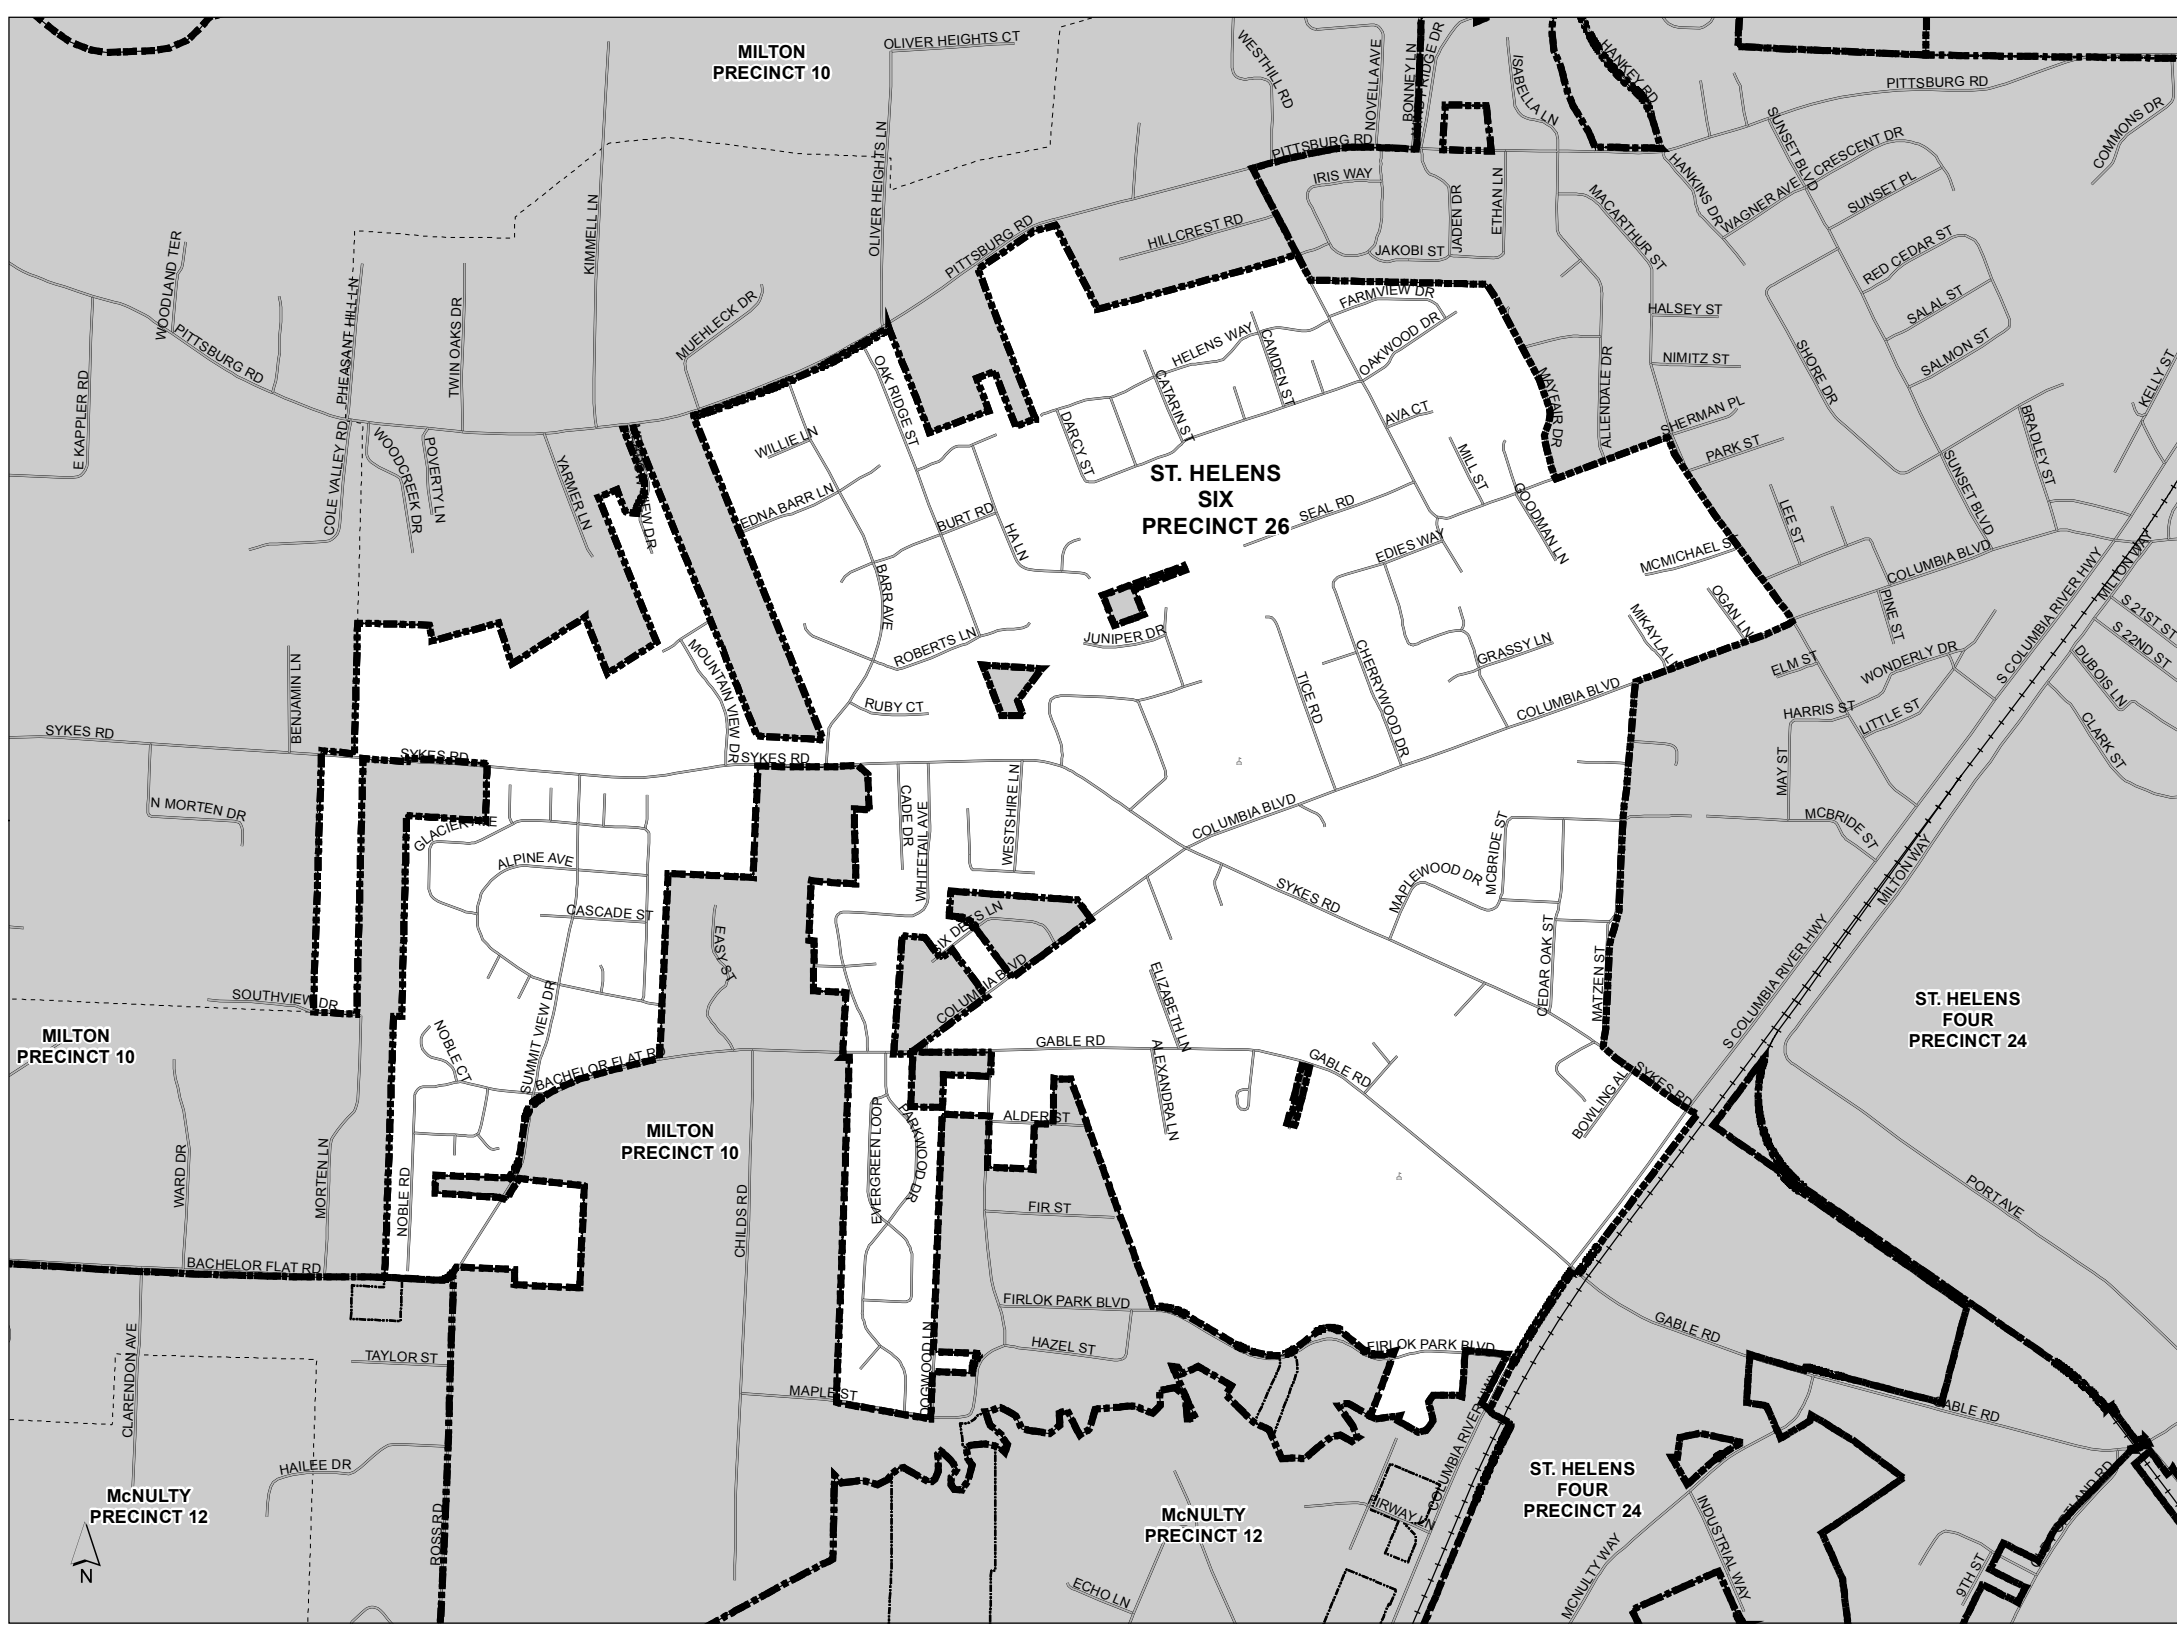 MILTON
PRECINCT 10
OLIVER HEIGHTS CT
WESTHILL RD
NOVELLA AVE
BONNEY LN
ISABELLA LN
HANKEY RD
PITTSBURG RD
COMMONS DR
SUNSET BLVD
CRESCENT DR
WAGNER AVE
SUNSET PL
HANKINS DR
MACARTHUR ST
OLIVER HEIGHTS LN
KIMMELL LN
PITTSBURG RD
IRIS WAY
JADEN DR
ETHAN LN
JAKOBI ST
HILLCREST RD
PITTSBURG RD
RED CEDAR ST
SALAL ST
SALMON ST
SHORE DR
KELLY ST
WOODLAND TER
PITTSBURG RD
PHEASANT HILL LN
TWIN OAKS DR
MUEHLECK DR
E KAPPLER RD
COLE VALLEY RD
WOODCREEK DR
POVERTY LN
YARMER LN
OAK RIDGE ST
WILLIE LN
EDNA BARR LN
BURT RD
HA LN
BARR AVE
ROBERTS LN
RUBY CT
HELENS WAY
CATARIN ST
CAMDEN ST
DARCY ST
FARMVIEW DR
OAKWOOD DR
AVA CT
MAYFAIR DR
ALLENDALE DR
HALSEY ST
NIMITZ ST
SHERMAN PL
PARK ST
BRADLEY ST
SUNSET BLVD
LEE ST
ST. HELENS
SIX
PRECINCT 26
SEAL RD
MILL ST
GOODMAN LN
EDIES WAY
MCMICHAEL ST
OGAN LN
MIKAYLA L
GRASSY LN
CHERRYWOOD DR
TICE RD
JUNIPER DR
COLUMBIA BLVD
COLUMBIA BLVD
PINE ST
ELM ST
WONDERLY DR
HARRIS ST
LITTLE ST
MAY ST
MCBRIDE ST
S COLUMBIA RIVER HWY
MILTON WAY
S 21ST ST
S 22ND ST
DUBOIS LN
CLARK ST
BENJAMIN LN
SYKES RD
SYKES RD
SYKES RD
MOUNTAIN VIEW DR
N MORTEN DR
GLACIER AVE
ALPINE AVE
CASCADE ST
EASY ST
CADE DR
WHITETAIL AVE
WESTSHIRE LN
COLUMBIA BLVD
SYKES RD
MAPLEWOOD DR
MCBRIDE ST
CEDAR OAK ST
MATZEN ST
S COLUMBIA RIVER HWY
MILTON WAY
COLUMBIA BLVD
ELIZABETH LN
ALEXANDRA LN
GABLE RD
GABLE RD
BOWLING AL
SYKES RD
SOUTHVIEW DR
MILTON
PRECINCT 10
NOBLE CT
SUMMIT VIEW DR
BACHELOR FLAT R
MILTON
PRECINCT 10
WARD DR
MORTEN LN
NOBLE RD
CHILDS RD
EVERGREEN LOOP
PARKWOOD DR
ALDER ST
FIR ST
FIRLOK PARK BLVD
HAZEL ST
DOGWOOD LN
MAPLE ST
FIRLOK PARK BLVD
ST. HELENS
FOUR
PRECINCT 24
PORT AVE
GABLE RD
ABLE RD
BACHELOR FLAT RD
TAYLOR ST
CLARENDON AVE
HAILEE DR
ROSS RD
McNULTY
PRECINCT 12
N
McNULTY
PRECINCT 12
ECHO LN
COLUMBIA RIVER HWY
ST. HELENS
FOUR
PRECINCT 24
MCNULTY WAY
INDUSTRIAL WAY
9TH ST